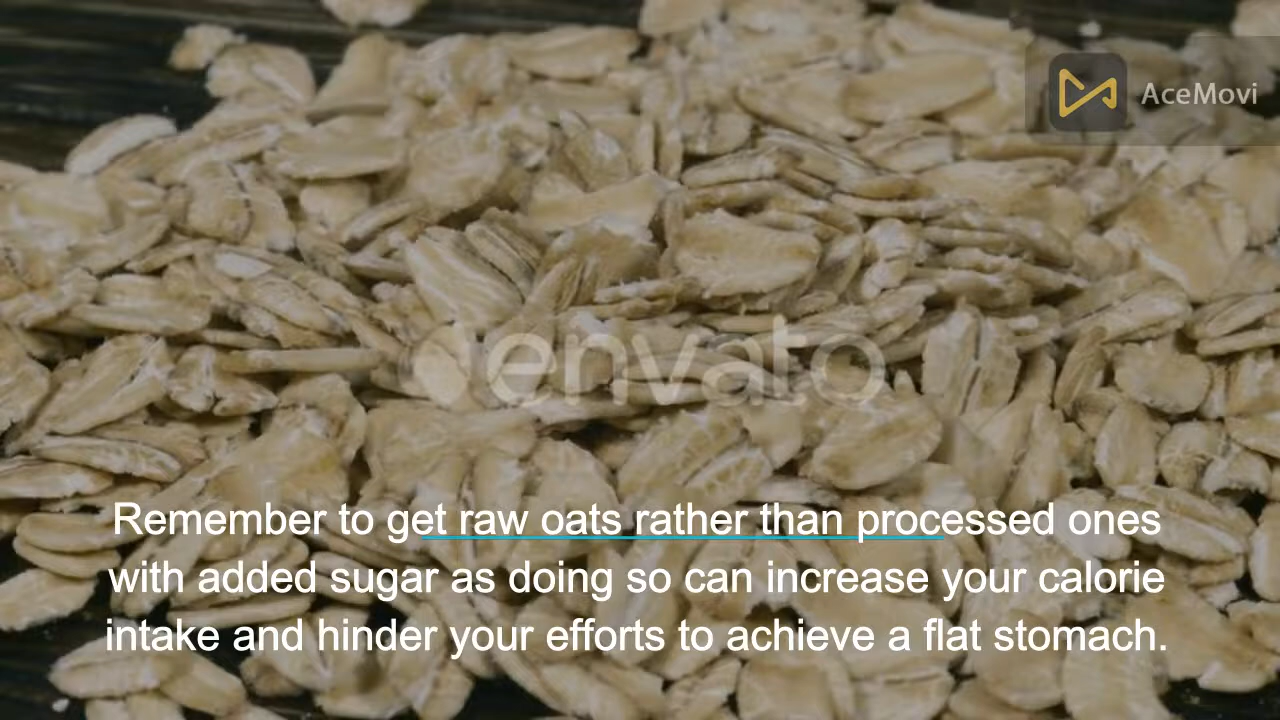 AceMovi
envato
Remember to get raw oats rather than processed ones
with added sugar as doing so can increase your calorie
intake and hinder your efforts to achieve a flat stomach.